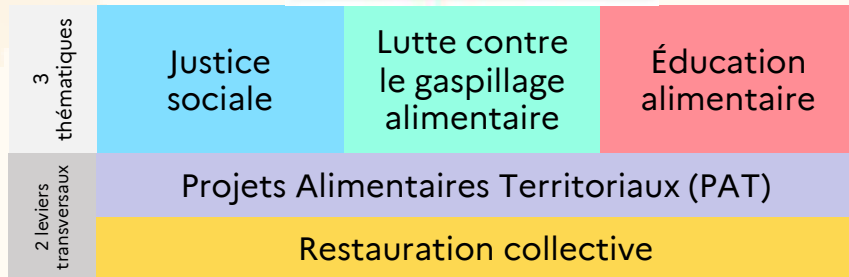 3
thématiques
Justice
sociale
Lutte contre
le gaspillage
alimentaire
Éducation
alimentaire
2 leviers
transversaux
Projets Alimentaires Territoriaux (PAT)
Restauration collective